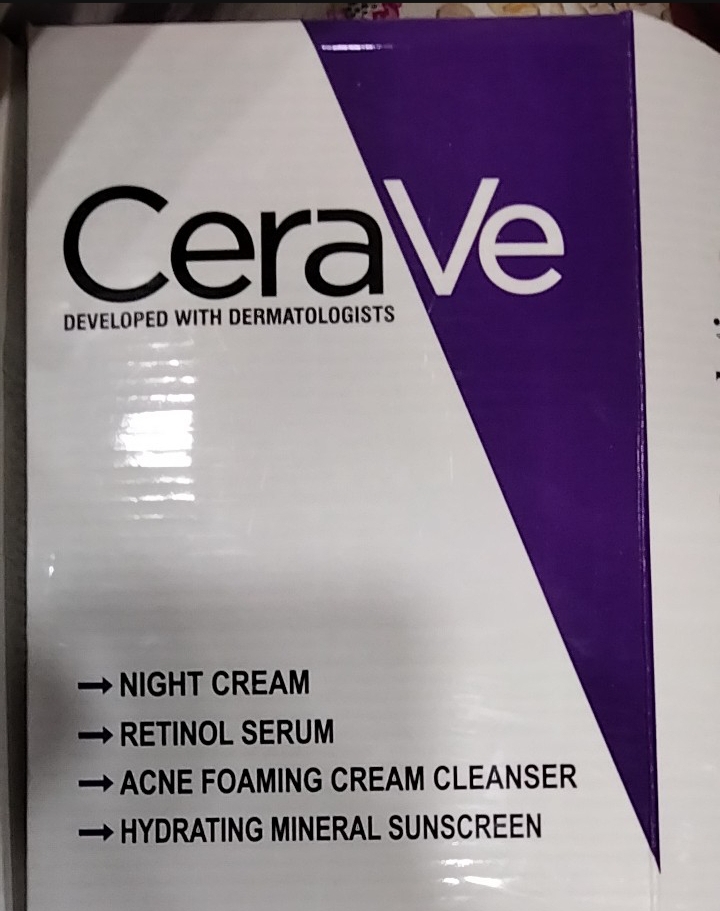 CeraVe
DEVELOPED WITH DERMATOLOGISTS
→ NIGHT CREAM
→ RETINOL SERUM
→ ACNE FOAMING CREAM CLEANSER
→ HYDRATING MINERAL SUNSCREEN